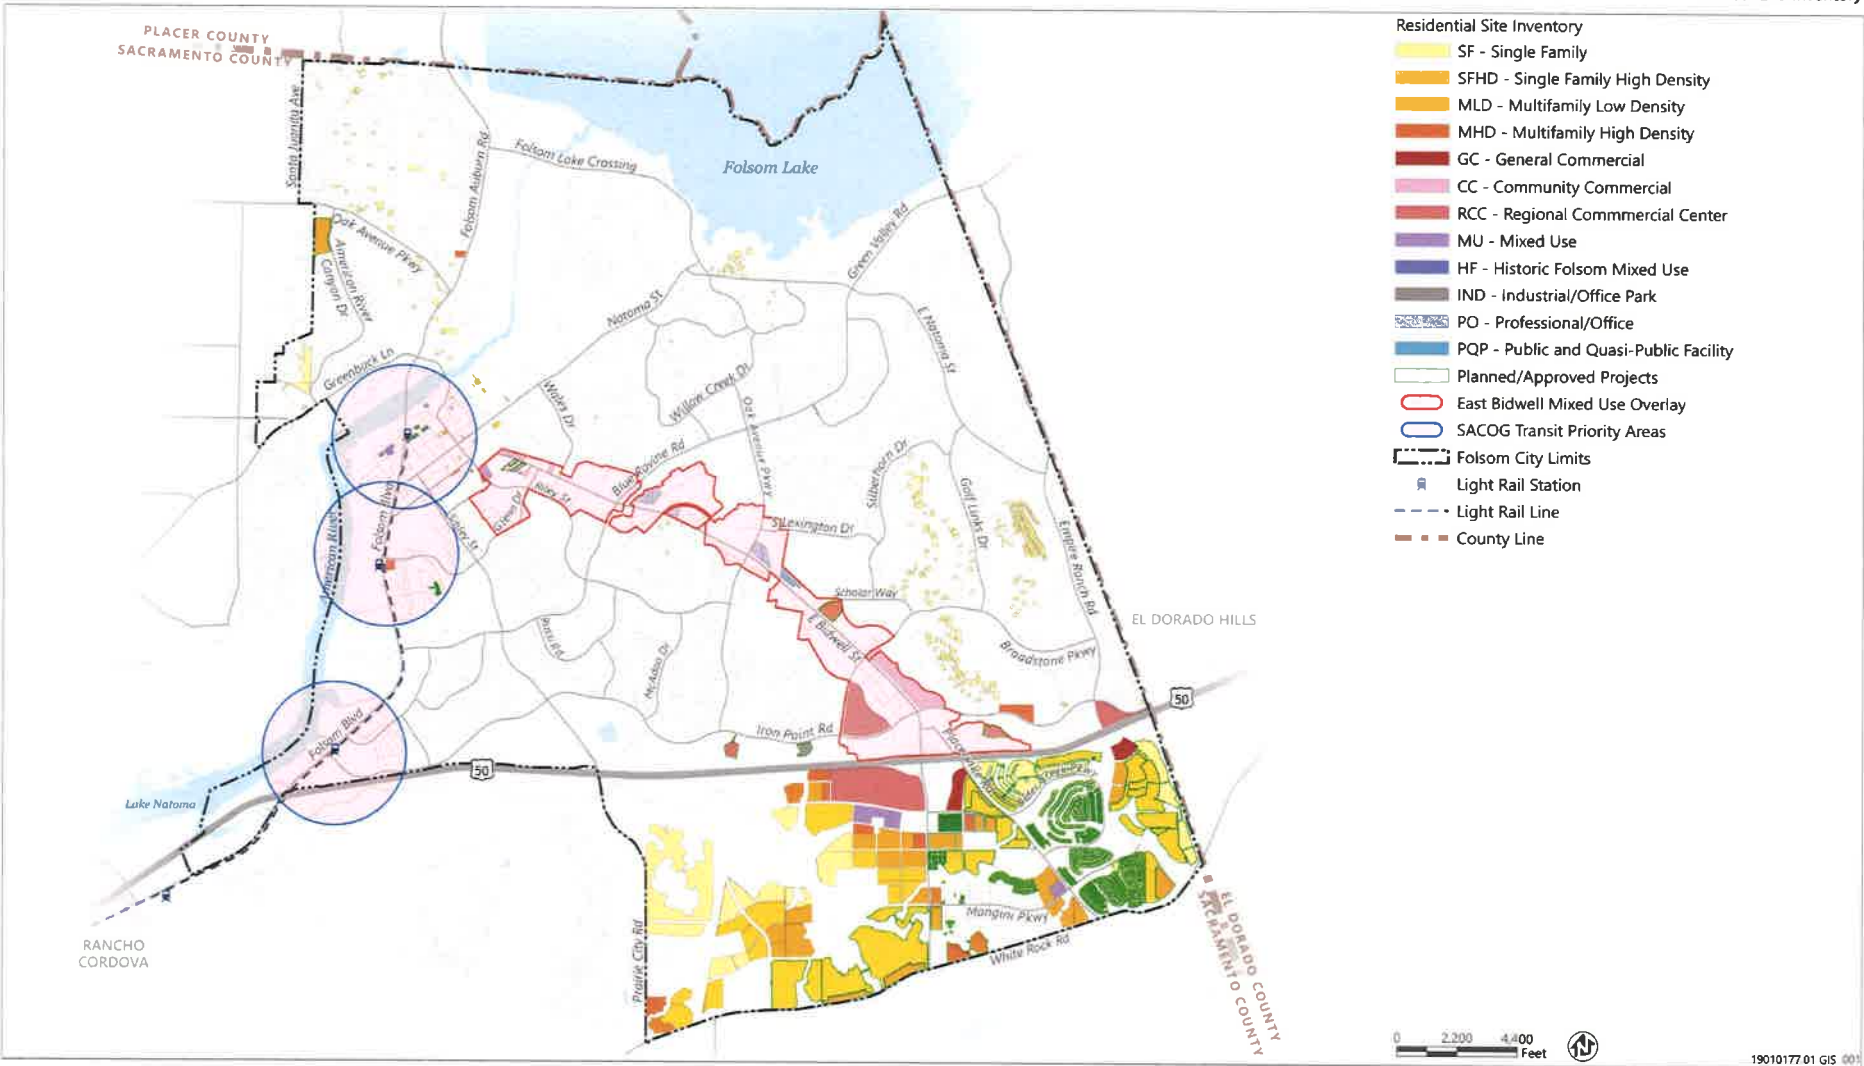 PLACER COUNTY
SACRAMENTO COUNTY
Santa Juanita Ave
Folsom Auburn Rd
Folsom Lake Crossing
Folsom Lake
Green Valley Rd
Oak Avenue Pkwy
American River
Canyon Dr
Natoma St
E Natoma St
Greenback Ln
Wales Dr
Willow Creek Dr
Oak Avenue Pkwy
Blue Ravine Rd
Silberhorn Dr
Golf Links Dr
Empire Ranch Rd
Riley St
Glenn Dr
S Lexington Dr
Folsom Blvd
American River
Scholar Way
E Bidwell St
Broadstone Pkwy
EL DORADO HILLS
McAdoo Dr
Iron Point Rd
Folsom Blvd
50
50
Lake Natoma
RANCHO
CORDOVA
Prairie City Rd
Mangini Pkwy
White Rock Rd
EL DORADO COUNTY
SACRAMENTO COUNTY
Residential Site Inventory
SF - Single Family
SFHD - Single Family High Density
MLD - Multifamily Low Density
MHD - Multifamily High Density
GC - General Commercial
CC - Community Commercial
RCC - Regional Commmercial Center
MU - Mixed Use
HF - Historic Folsom Mixed Use
IND - Industrial/Office Park
PO - Professional/Office
PQP - Public and Quasi-Public Facility
Planned/Approved Projects
East Bidwell Mixed Use Overlay
SACOG Transit Priority Areas
Folsom City Limits
Light Rail Station
Light Rail Line
County Line
0 2,200 4,400
Feet
N
19010177.01 GIS 001